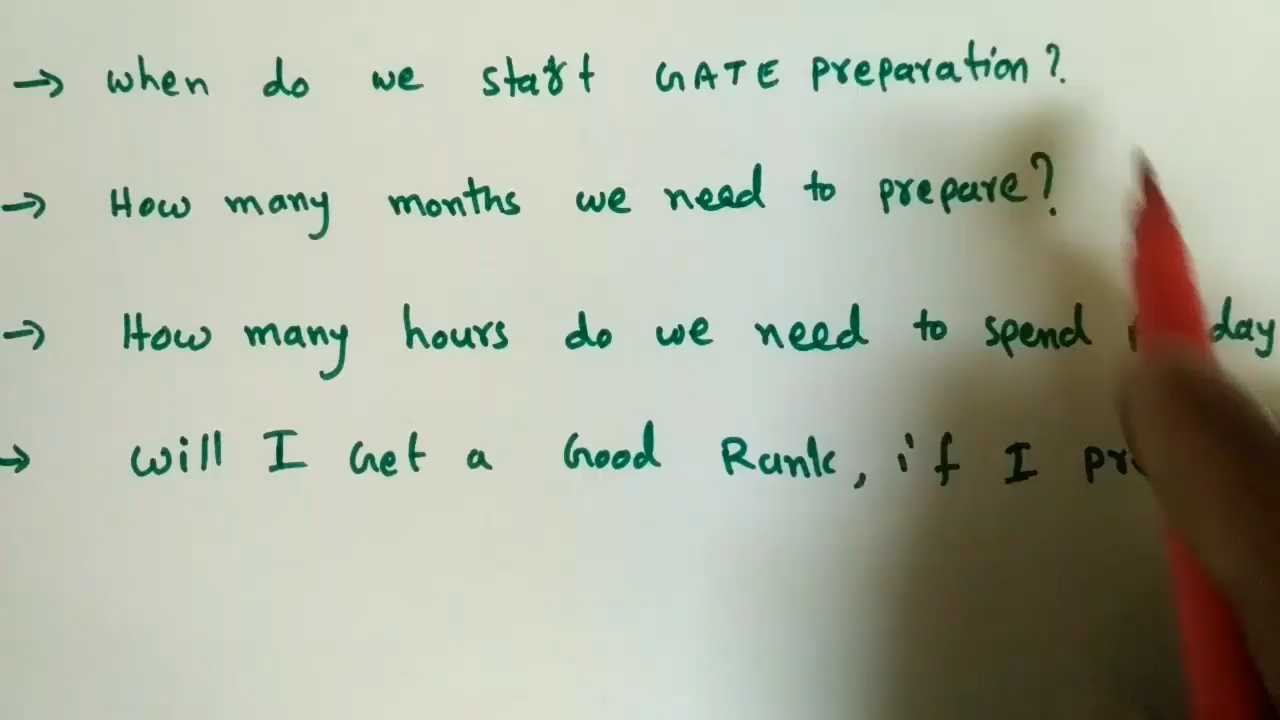 → When do we start GATE preparation?
→ How many months we need to prepare?
→ How many hours do we need to spend day
→ Will I Get a Good Rank, if I